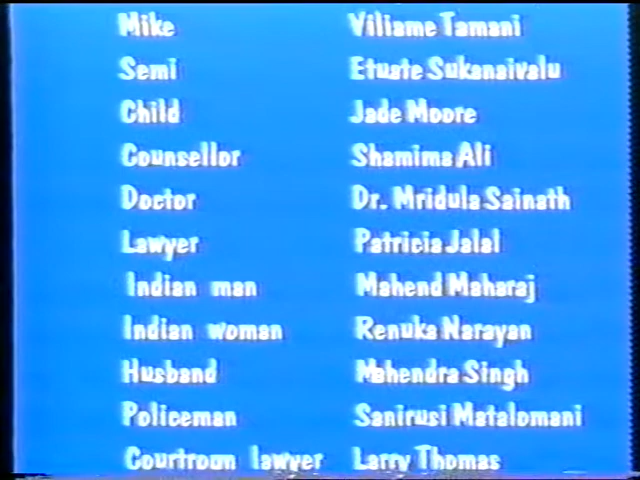 Mike Viliame Tamani
Semi Etuate Sukanaivalu
Child Jade Moore
Counsellor Shamima Ali
Doctor Dr. Mridula Sainath
Lawyer Patricia Jalal
Indian man Mahend Maharaj
Indian woman Renuka Narayan
Husband Mahendra Singh
Policeman Sanirusi Matalomani
Courtroom lawyer Larry Thomas